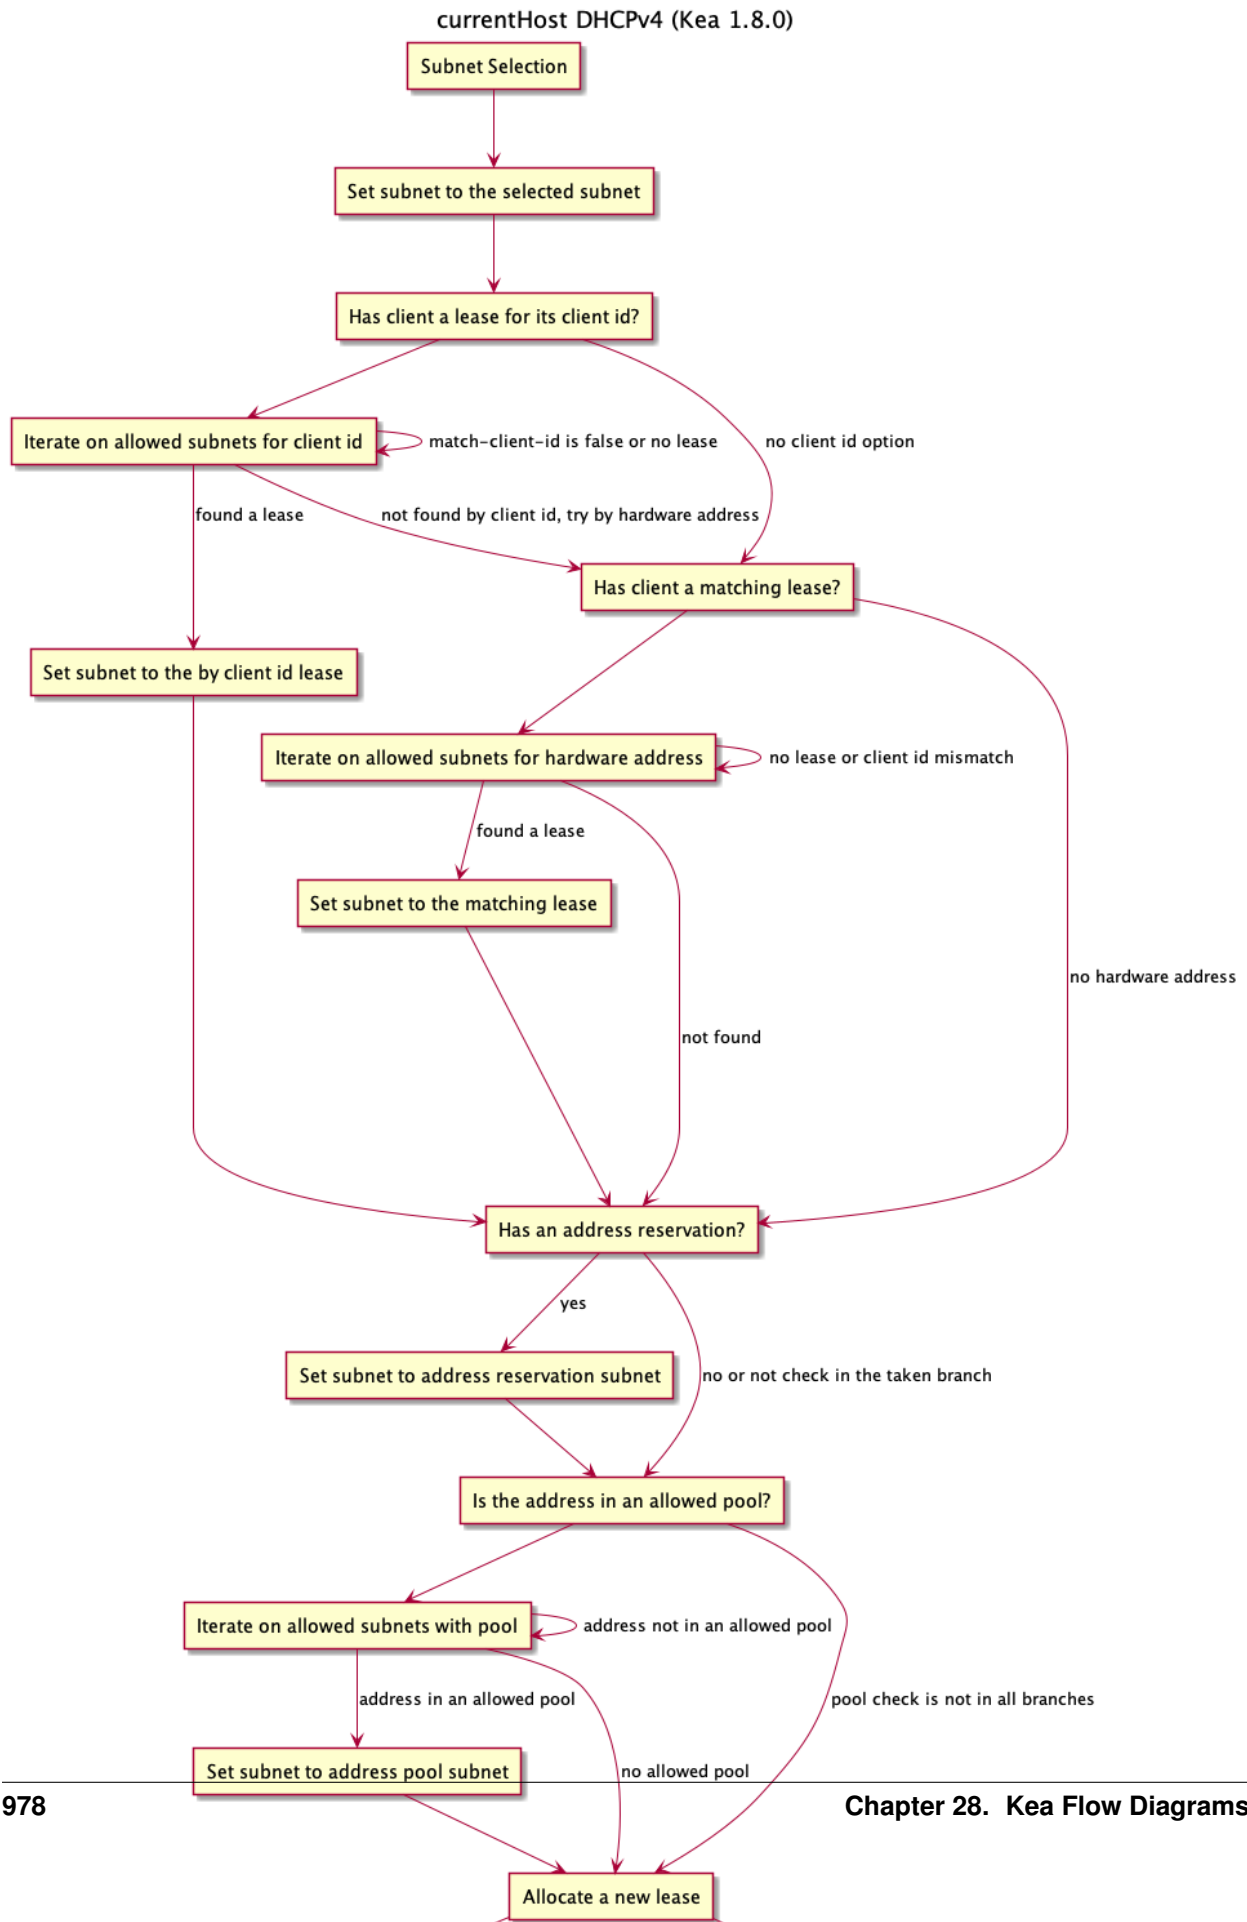 currentHost DHCPv4 (Kea 1.8.0)
Subnet Selection
Set subnet to the selected subnet
Has client a lease for its client id?
Iterate on allowed subnets for client id
match-client-id is false or no lease
no client id option
found a lease
not found by client id, try by hardware address
Has client a matching lease?
Set subnet to the by client id lease
Iterate on allowed subnets for hardware address
no lease or client id mismatch
found a lease
Set subnet to the matching lease
no hardware address
not found
Has an address reservation?
yes
Set subnet to address reservation subnet
no or not check in the taken branch
Is the address in an allowed pool?
Iterate on allowed subnets with pool
address not in an allowed pool
address in an allowed pool
pool check is not in all branches
Set subnet to address pool subnet
no allowed pool
978
Chapter 28. Kea Flow Diagrams
Allocate a new lease